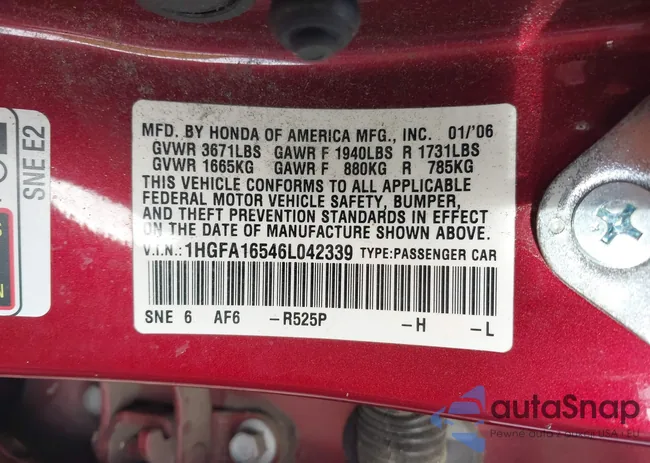 SNE E2
MFD. BY HONDA OF AMERICA MFG., INC. 01/'06
GVWR 3671LBS GAWR F 1940LBS R 1731LBS
GVWR 1665KG GAWR F 880KG R 785KG
THIS VEHICLE CONFORMS TO ALL APPLICABLE
FEDERAL MOTOR VEHICLE SAFETY, BUMPER,
AND THEFT PREVENTION STANDARDS IN EFFECT
ON THE DATE OF MANUFACTURE SHOWN ABOVE.
V.I.N.: 1HGFA16546L042339 TYPE:PASSENGER CAR
SNE 6 AF6 -R525P -H -L
autoSnap
Pewne auta z